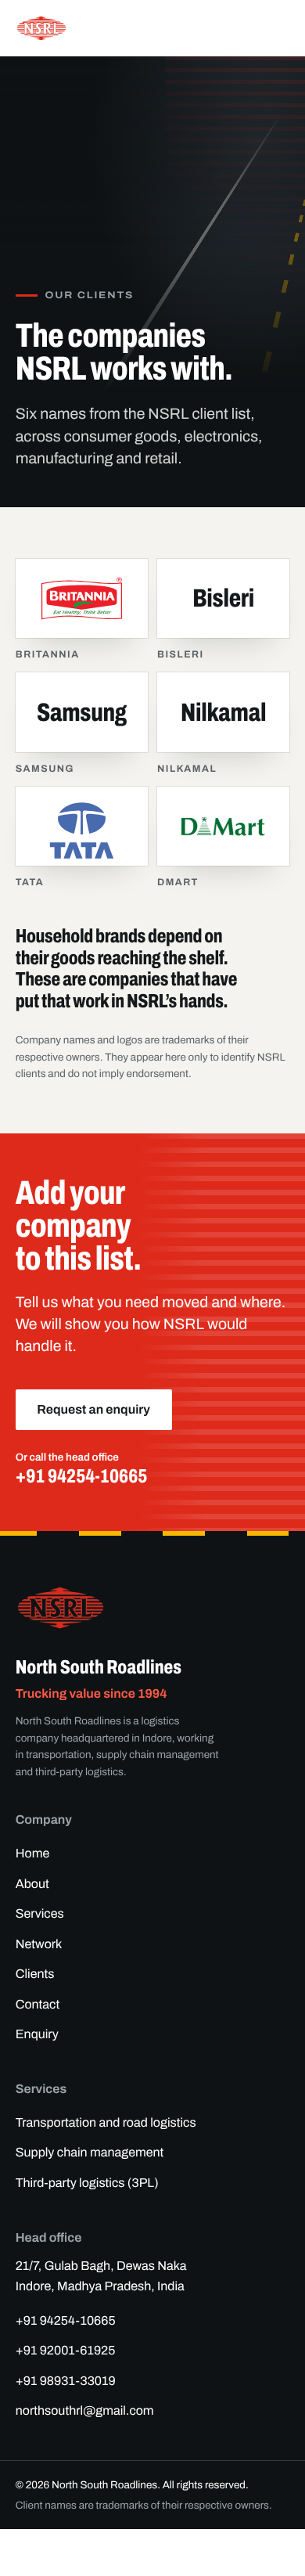 NSRL
OUR CLIENTS
The companies
NSRL works with.
Six names from the NSRL client list,
across consumer goods, electronics,
manufacturing and retail.
BRITANNIA
Eat Healthy, Think Better
Bisleri
BRITANNIA
BISLERI
Samsung
Nilkamal
SAMSUNG
NILKAMAL
TATA
DMart
TATA
DMART
Household brands depend on
their goods reaching the shelf.
These are companies that have
put that work in NSRL’s hands.
Company names and logos are trademarks of their
respective owners. They appear here only to identify NSRL
clients and do not imply endorsement.
Add your
company
to this list.
Tell us what you need moved and where.
We will show you how NSRL would
handle it.
Request an enquiry
Or call the head office
+91 94254-10665
NSRL
North South Roadlines
Trucking value since 1994
North South Roadlines is a logistics
company headquartered in Indore, working
in transportation, supply chain management
and third-party logistics.
Company
Home
About
Services
Network
Clients
Contact
Enquiry
Services
Transportation and road logistics
Supply chain management
Third-party logistics (3PL)
Head office
21/7, Gulab Bagh, Dewas Naka
Indore, Madhya Pradesh, India
+91 94254-10665
+91 92001-61925
+91 98931-33019
northsouthrl@gmail.com
© 2026 North South Roadlines. All rights reserved.
Client names are trademarks of their respective owners.